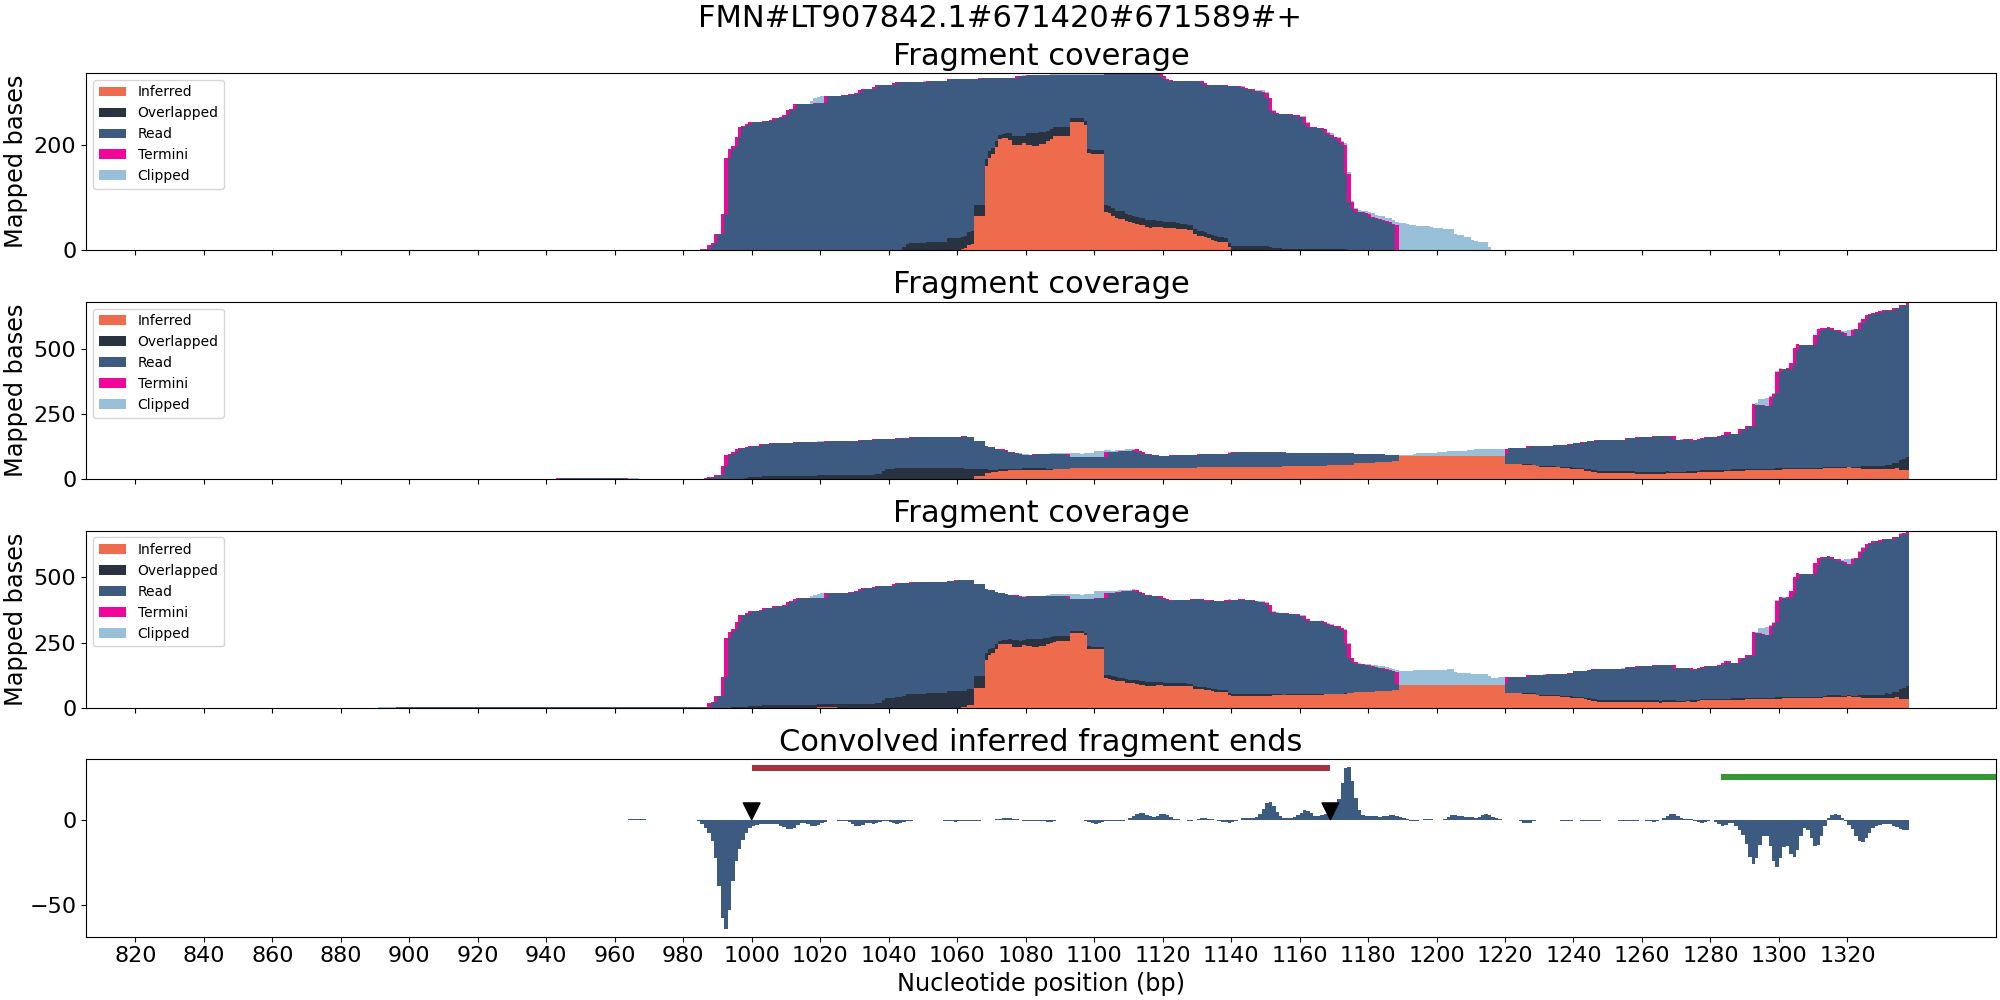 FMN#LT907842.1#671420#671589#+
Fragment coverage
Mapped bases
200
0
Inferred
Overlapped
Read
Termini
Clipped
Fragment coverage
Mapped bases
500
250
0
Inferred
Overlapped
Read
Termini
Clipped
Fragment coverage
Mapped bases
500
250
0
Inferred
Overlapped
Read
Termini
Clipped
Convolved inferred fragment ends
0
−50
820 840 860 880 900 920 940 960 980 1000 1020 1040 1060 1080 1100 1120 1140 1160 1180 1200 1220 1240 1260 1280 1300 1320
Nucleotide position (bp)